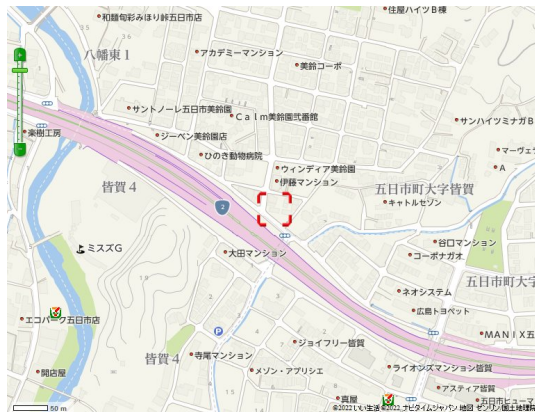 和麺旬彩みほり峠五日市店
住屋ハイツB棟
八幡東1
アカデミーマンション
美鈴コーポ
サントノーレ五日市美鈴園
Calm美鈴園弐番館
サンハイツミナガB
楽樹工房
ジーベン美鈴園店
ひのき動物病院
マーヴェラ
ウィンディア美鈴園
A
伊藤マンション
皆賀4
五日市町大字皆賀
キャトルセゾン
2
ミスズG
大田マンション
谷口マンション
コーポナガオ
五日市町大字
ネオシステム
エコパーク五日市店
広島トヨペット
P
MANIX五
ジョイフリー皆賀
皆賀4
寺尾マンション
ライオンズマンション皆賀
開店屋
メゾン・アプリシェ
アスティア皆賀
真屋
五日市ヒューマ
50 m
©2022 いい生活 ©2022 ナビタイムジャパン 地図 ゼンリン/国土地理院